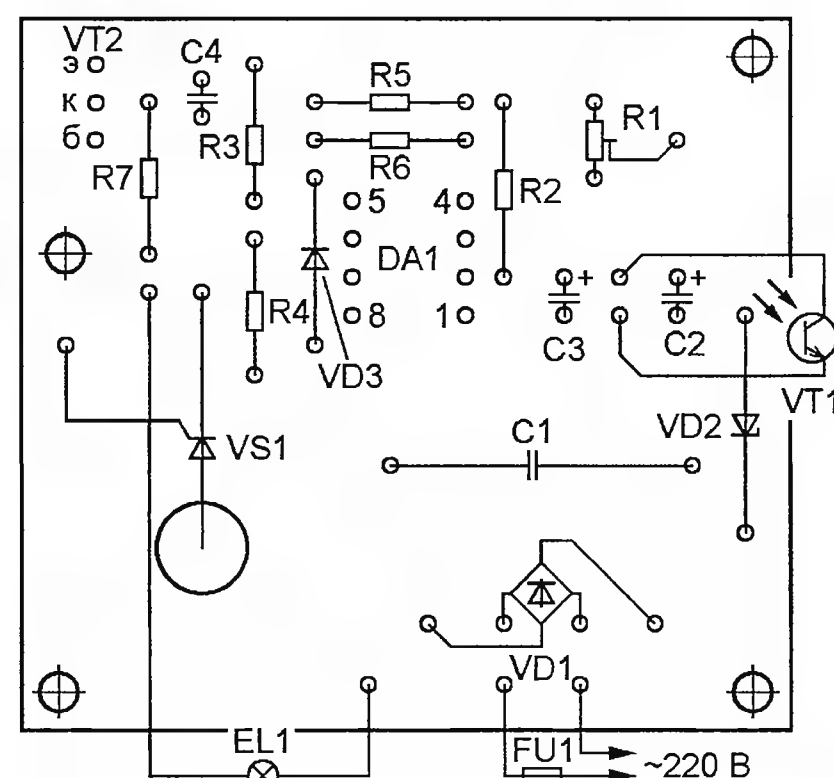 VT2
C4
э
к
б
R5
R1
R3
R6
R7
R2
5
4
DA1
R4
8
1
+
+
C3
C2
VD3
VT1
VD2
C1
VS1
VD1
EL1
FU1
~220 В